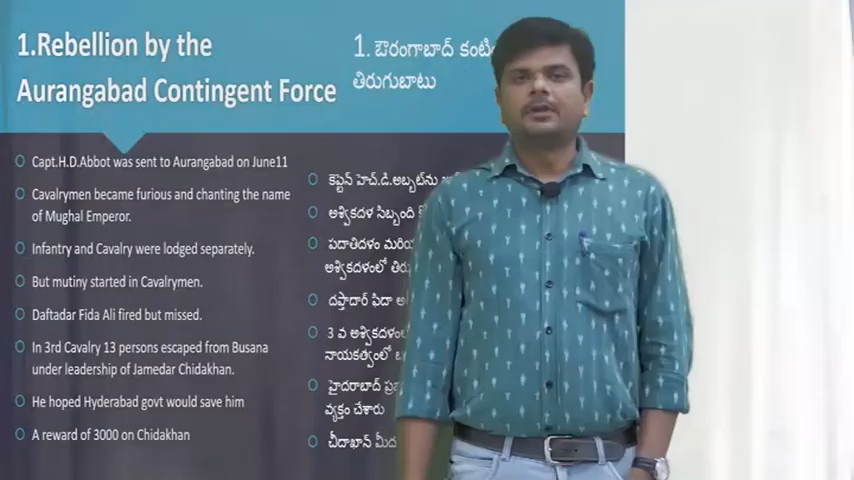 1.Rebellion by the
Aurangabad Contingent Force
1. ఔరంగాబాద్
తిరుగుబాటు
Capt.H.D.Abbot was sent to Aurangabad on June11
Cavalrymen became furious and chanting the name
of Mughal Emperor.
Infantry and Cavalry were lodged separately.
But mutiny started in Cavalrymen.
Daftadar Fida Ali fired but missed.
In 3rd Cavalry 13 persons escaped from Busana
under leadership of Jamedar Chidakhan.
He hoped Hyderabad govt would save him
A reward of 3000 on Chidakhan
కెప్టెన్ హెచ్.డి.అబ్బట్‌ను
అశ్వికదళ సిబ్బంది
పదాతిదళం
అశ్వికదళంలో
దఫ్తాదార్ ఫిదా
3 వ అశ్వికదళంలో
నాయకత్వంలో
హైదరాబాద్
వ్యక్తం చేశారు
చీదాఖాన్ మీద